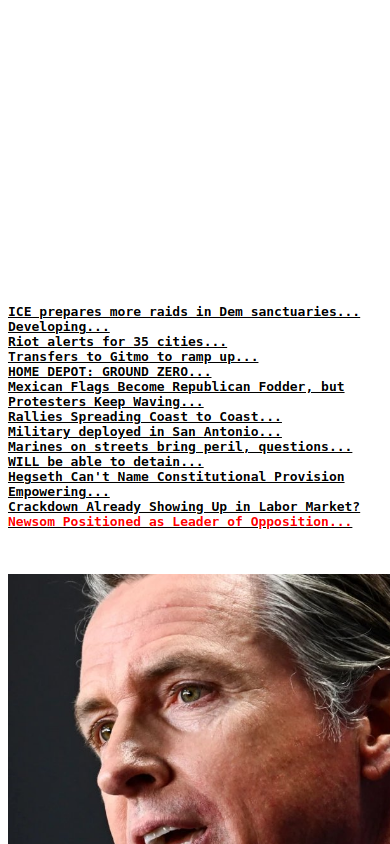 ICE prepares more raids in Dem sanctuaries...
Developing...
Riot alerts for 35 cities...
Transfers to Gitmo to ramp up...
HOME DEPOT: GROUND ZERO...
Mexican Flags Become Republican Fodder, but
Protesters Keep Waving...
Rallies Spreading Coast to Coast...
Military deployed in San Antonio...
Marines on streets bring peril, questions...
WILL be able to detain...
Hegseth Can't Name Constitutional Provision
Empowering...
Crackdown Already Showing Up in Labor Market?
Newsom Positioned as Leader of Opposition...